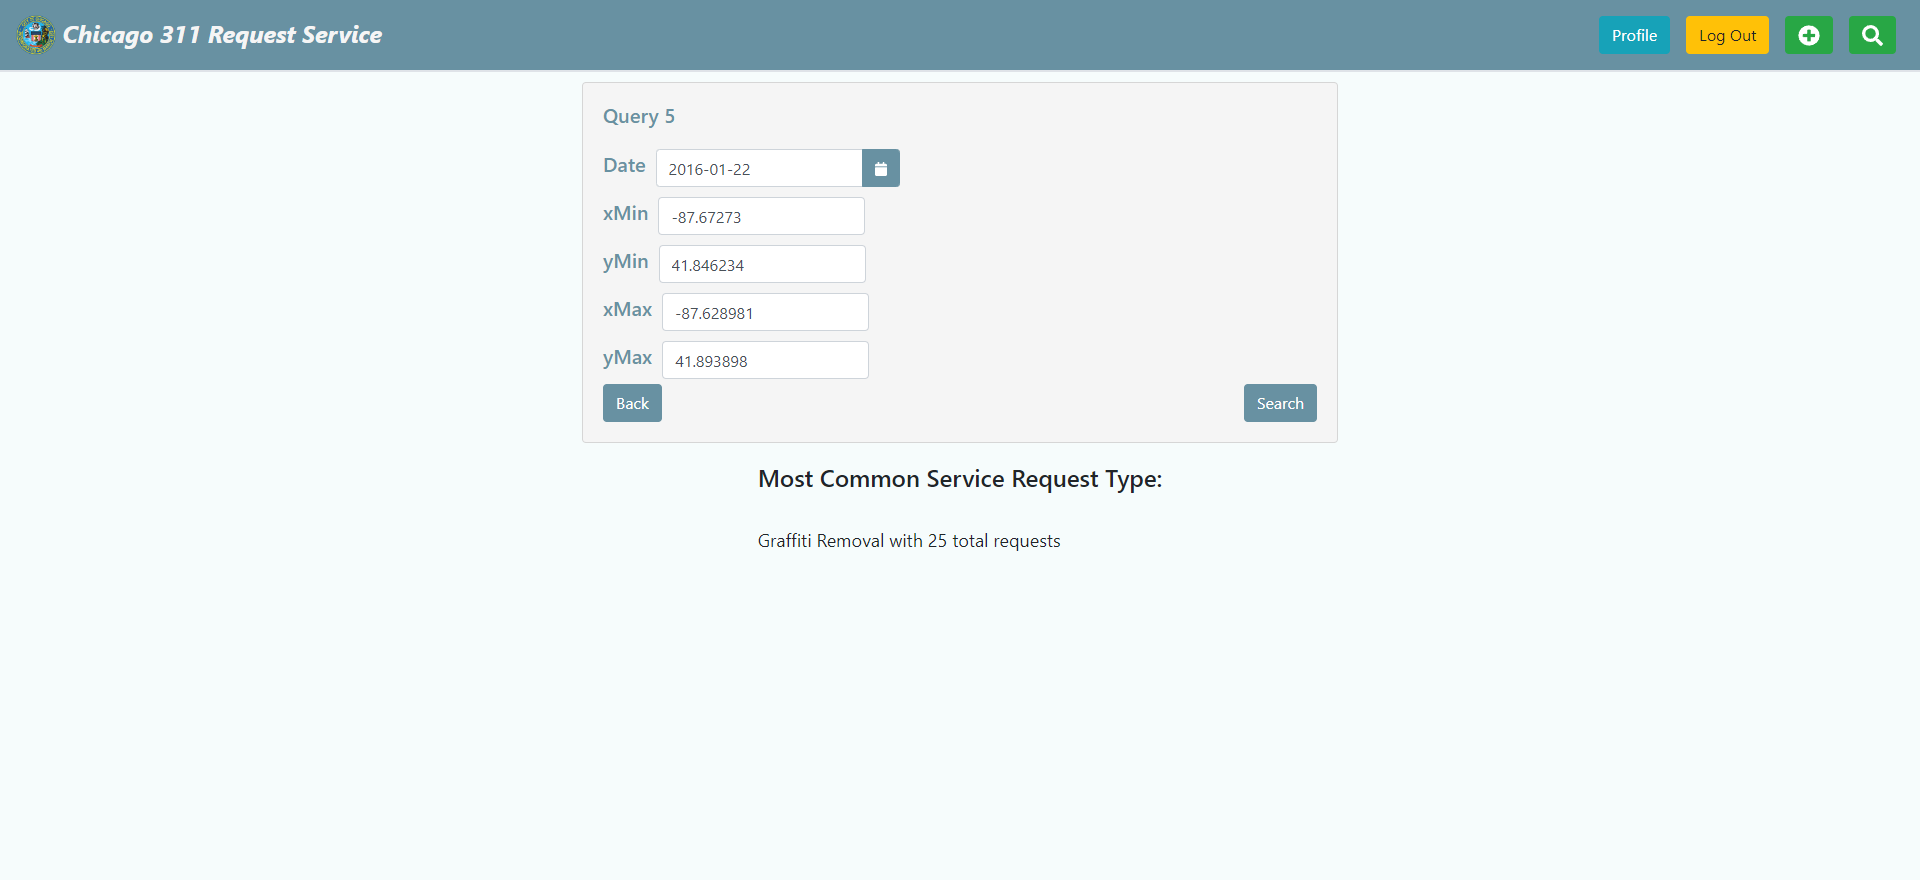 Chicago 311 Request Service
Profile
Log Out
Query 5
Date 2016-01-22
xMin -87.67273
yMin 41.846234
xMax -87.628981
yMax 41.893898
Back
Search
Most Common Service Request Type:
Graffiti Removal with 25 total requests